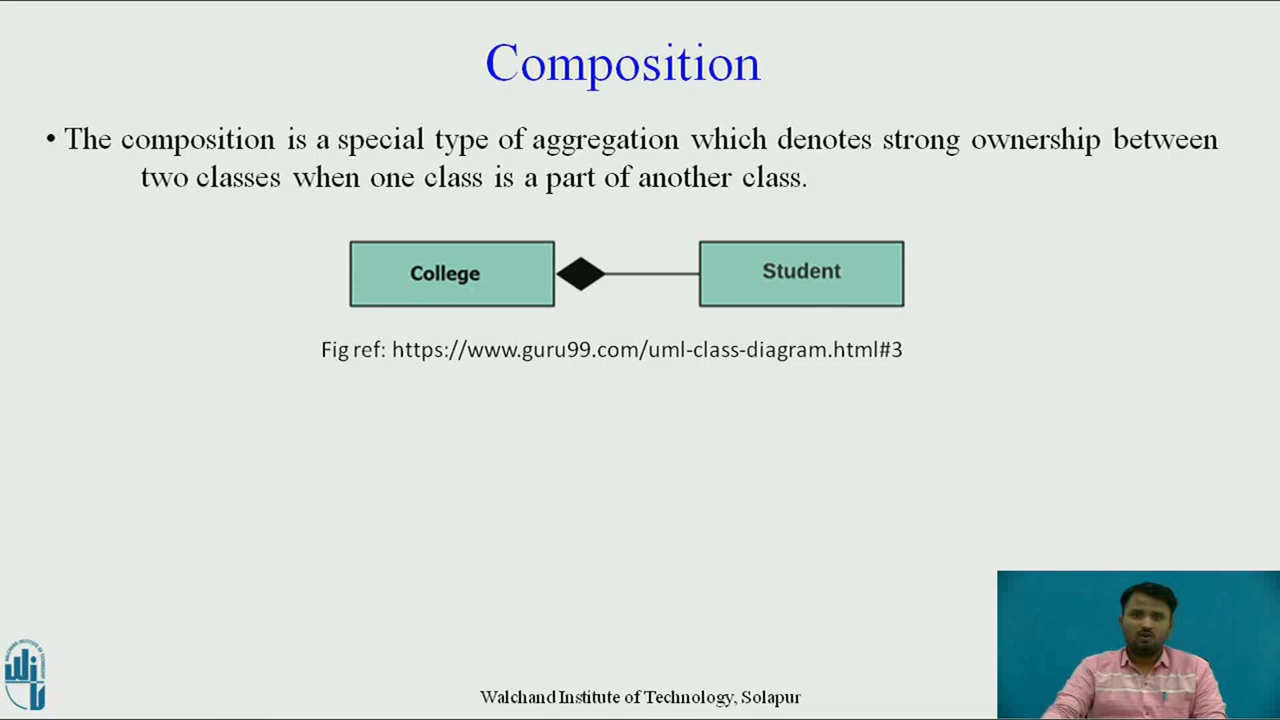 Composition
• The composition is a special type of aggregation which denotes strong ownership between
two classes when one class is a part of another class.
College
Student
Fig ref: https://www.guru99.com/uml-class-diagram.html#3
Walchand Institute of Technology, Solapur